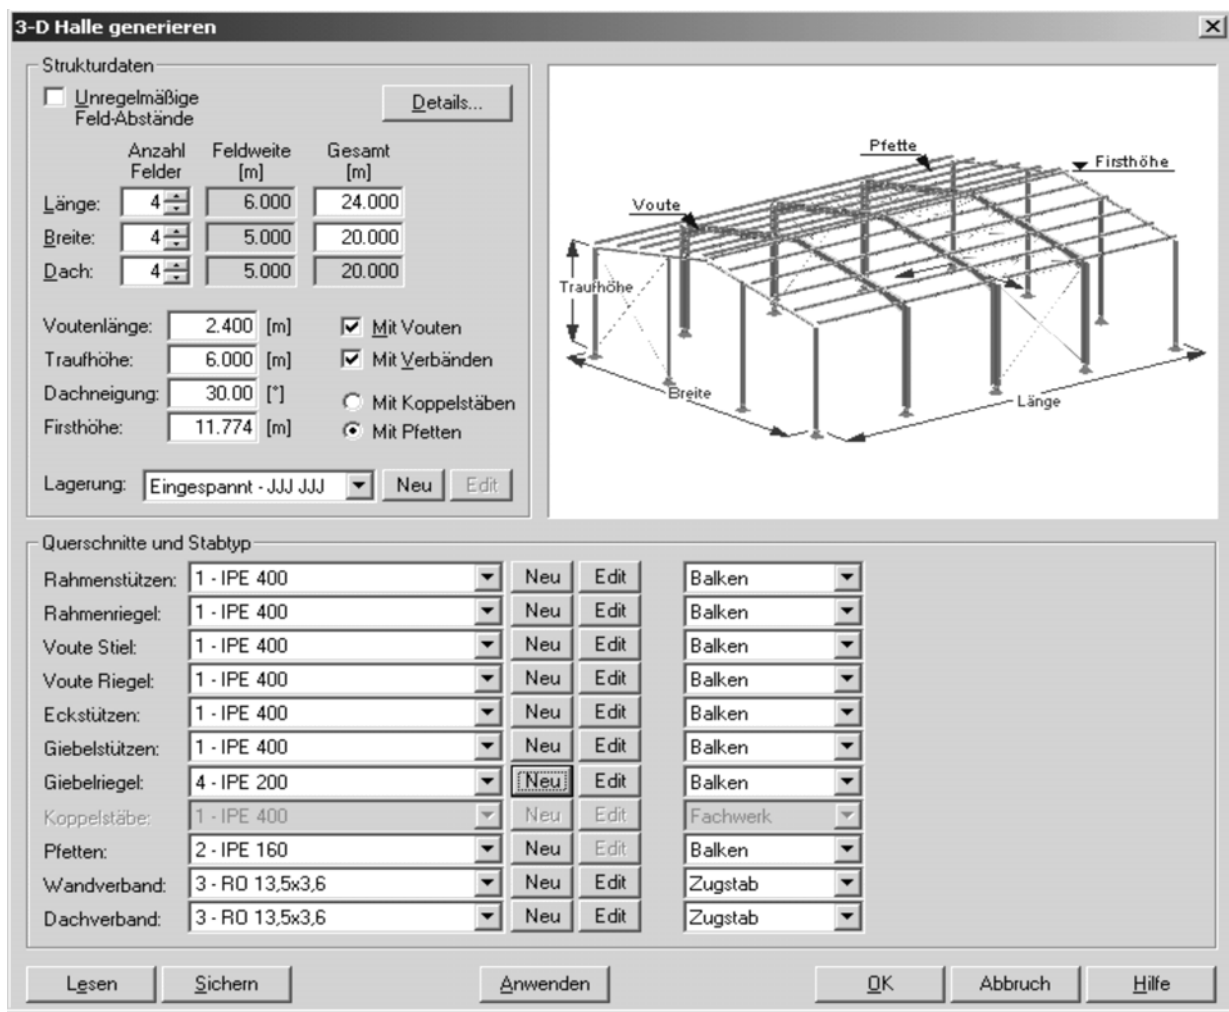 3-D Halle generieren
Strukturdaten
Unregelmäßige
Feld-Abstände
Details...
Anzahl Feldweite Gesamt
Felder [m] [m]
Länge: 4 6.000 24.000
Breite: 4 5.000 20.000
Dach: 4 5.000 20.000
Voutenlänge: 2.400 [m] Mit Vouten
Traufhöhe: 6.000 [m] Mit Verbänden
Dachneigung: 30.00 [°] Mit Koppelstäben
Firsthöhe: 11.774 [m] Mit Pfetten
Lagerung: Eingespannt - JJJ JJJ Neu Edit
Pfette
Firsthöhe
Voute
Traufhöhe
Breite
Länge
Querschnitte und Stabtyp
Rahmenstützen: 1 - IPE 400 Neu Edit Balken
Rahmenriegel: 1 - IPE 400 Neu Edit Balken
Voute Stiel: 1 - IPE 400 Neu Edit Balken
Voute Riegel: 1 - IPE 400 Neu Edit Balken
Eckstützen: 1 - IPE 400 Neu Edit Balken
Giebelstützen: 1 - IPE 400 Neu Edit Balken
Giebelriegel: 4 - IPE 200 Neu Edit Balken
Koppelstäbe: 1 - IPE 400 Neu Edit Fachwerk
Pfetten: 2 - IPE 160 Neu Edit Balken
Wandverband: 3 - RO 13,5x3,6 Neu Edit Zugstab
Dachverband: 3 - RO 13,5x3,6 Neu Edit Zugstab
Lesen Sichern Anwenden OK Abbruch Hilfe